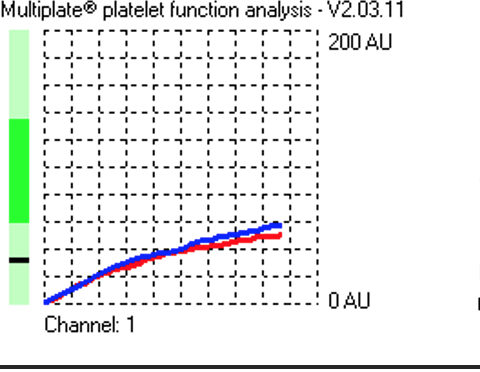 Multiplate® platelet function analysis - V2.03.11
200 AU
0 AU
Channel: 1